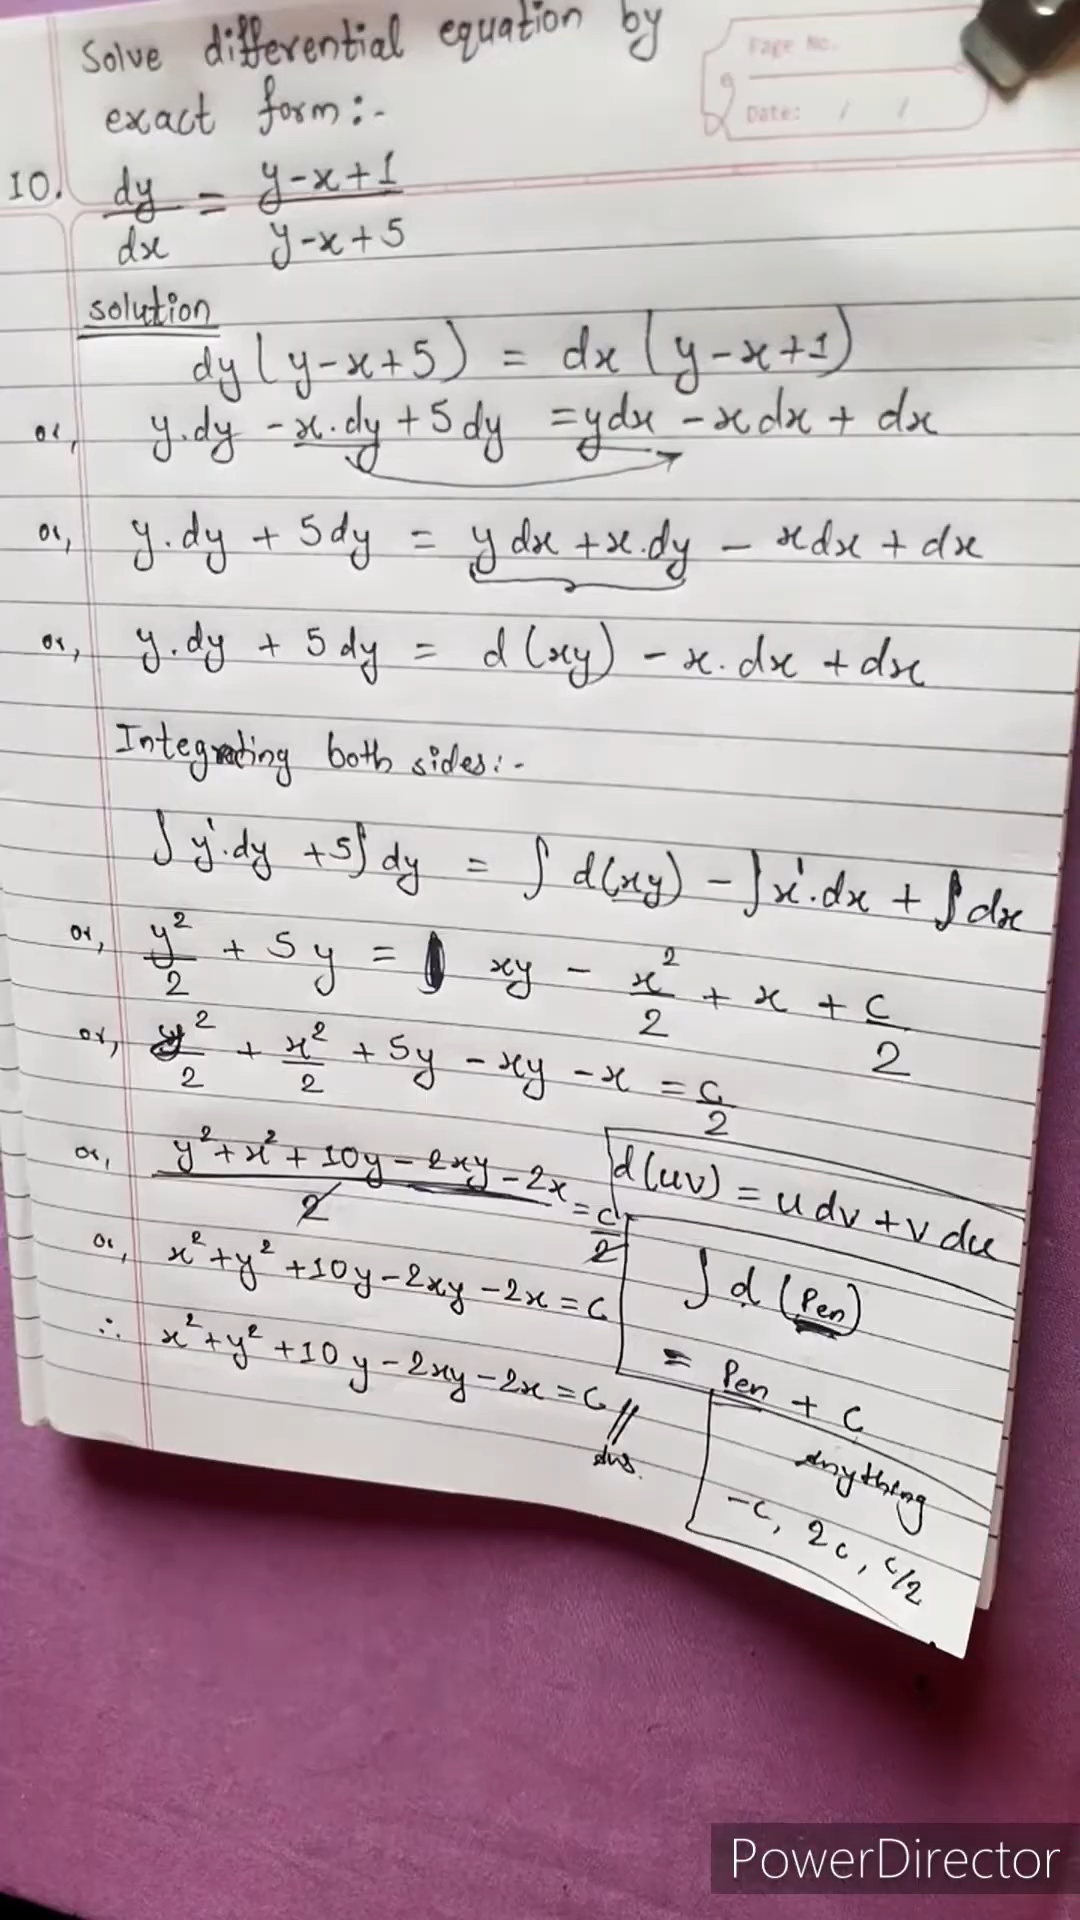 Solve differential equation by
exact form:-
Page No.
Date: / /
10. dy/dx = y-x+1/y-x+5
solution
dy(y-x+5) = dx(y-x+1)
or, y.dy - x.dy + 5dy = ydx - xdx + dx
or, y.dy + 5dy = ydx + x.dy - xdx + dx
or, y.dy + 5dy = d(xy) - x.dx + dx
Integrating both sides:-
∫y¹.dy + 5∫dy = ∫d(xy) - ∫x¹.dx + ∫dx
or, y²/2 + 5y = xy - x²/2 + x + c/2
or, y²/2 + x²/2 + 5y - xy - x = c/2
or, y²+x²+10y-2xy-2x/2 = c/2
or, x²+y²+10y-2xy-2x=c
∴ x²+y²+10y-2xy-2x=c//
Ans.
d(uv) = udv+vdu
∫d(Pen)
= Pen + c
Anything
-c, 2c, c/2
PowerDirector